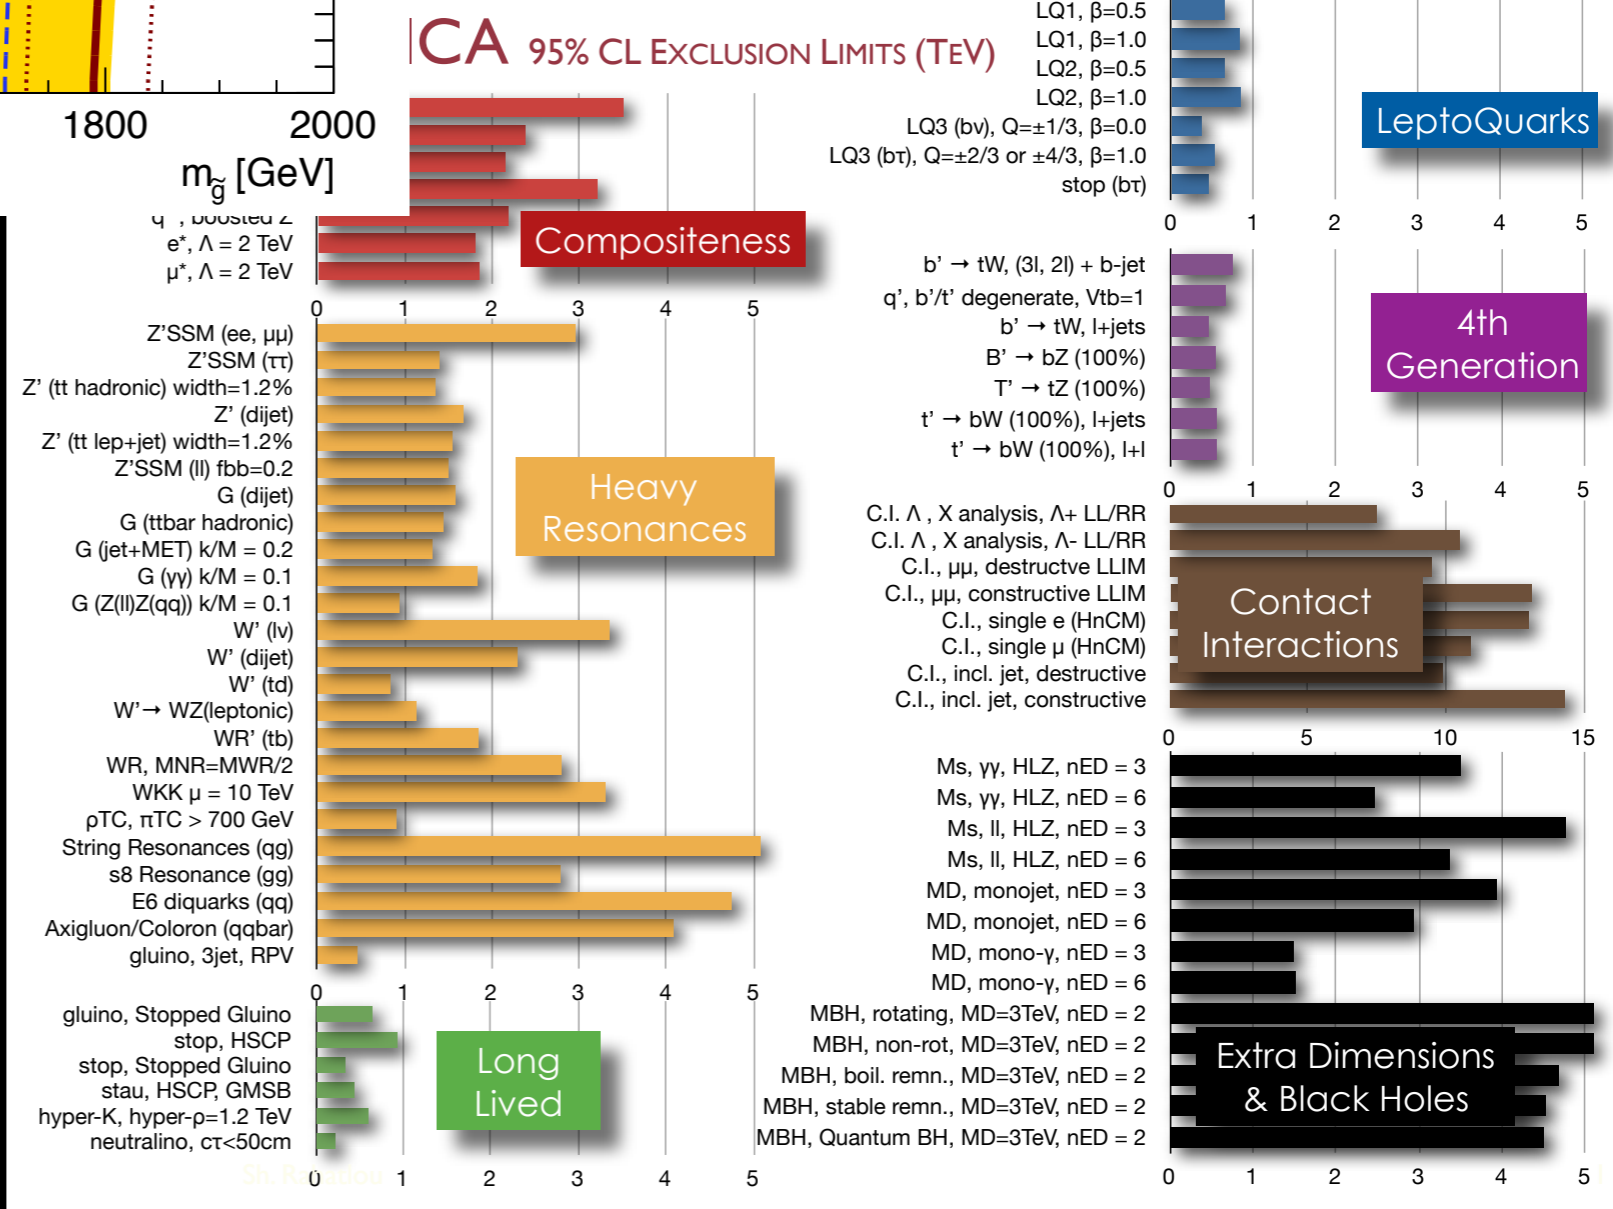 1800 2000
m g̃ [GeV]
CA 95% CL EXCLUSION LIMITS (TEV)
boosted Z
e*, Λ = 2 TeV
μ*, Λ = 2 TeV
Compositeness
0 1 2 3 4 5
Z’SSM (ee, μμ)
Z’SSM (ττ)
Z’ (tt hadronic) width=1.2%
Z’ (dijet)
Z’ (tt lep+jet) width=1.2%
Z’SSM (ll) fbb=0.2
G (dijet)
G (ttbar hadronic)
G (jet+MET) k/M = 0.2
G (γγ) k/M = 0.1
G (Z(ll)Z(qq)) k/M = 0.1
W’ (lv)
W’ (dijet)
W’ (td)
W’→ WZ(leptonic)
WR’ (tb)
WR, MNR=MWR/2
WKK μ = 10 TeV
ρTC, πTC > 700 GeV
String Resonances (qg)
s8 Resonance (gg)
E6 diquarks (qq)
Axigluon/Coloron (qqbar)
gluino, 3jet, RPV
Heavy
Resonances
0 1 2 3 4 5
gluino, Stopped Gluino
stop, HSCP
stop, Stopped Gluino
stau, HSCP, GMSB
hyper-K, hyper-ρ=1.2 TeV
neutralino, cτ<50cm
Long
Lived
0 1 2 3 4 5
LQ1, β=0.5
LQ1, β=1.0
LQ2, β=0.5
LQ2, β=1.0
LQ3 (bν), Q=±1/3, β=0.0
LQ3 (bτ), Q=±2/3 or ±4/3, β=1.0
stop (bτ)
LeptoQuarks
0 1 2 3 4 5
b’ → tW, (3l, 2l) + b-jet
q’, b’/t’ degenerate, Vtb=1
b’ → tW, l+jets
B’ → bZ (100%)
T’ → tZ (100%)
t’ → bW (100%), l+jets
t’ → bW (100%), l+l
4th
Generation
0 1 2 3 4 5
C.I. Λ , X analysis, Λ+ LL/RR
C.I. Λ , X analysis, Λ- LL/RR
C.I., μμ, destructve LLIM
C.I., μμ, constructive LLIM
C.I., single e (HnCM)
C.I., single μ (HnCM)
C.I., incl. jet, destructive
C.I., incl. jet, constructive
Contact
Interactions
0 5 10 15
Ms, γγ, HLZ, nED = 3
Ms, γγ, HLZ, nED = 6
Ms, ll, HLZ, nED = 3
Ms, ll, HLZ, nED = 6
MD, monojet, nED = 3
MD, monojet, nED = 6
MD, mono-γ, nED = 3
MD, mono-γ, nED = 6
MBH, rotating, MD=3TeV, nED = 2
MBH, non-rot, MD=3TeV, nED = 2
MBH, boil. remn., MD=3TeV, nED = 2
MBH, stable remn., MD=3TeV, nED = 2
MBH, Quantum BH, MD=3TeV, nED = 2
Extra Dimensions
& Black Holes
0 1 2 3 4 5